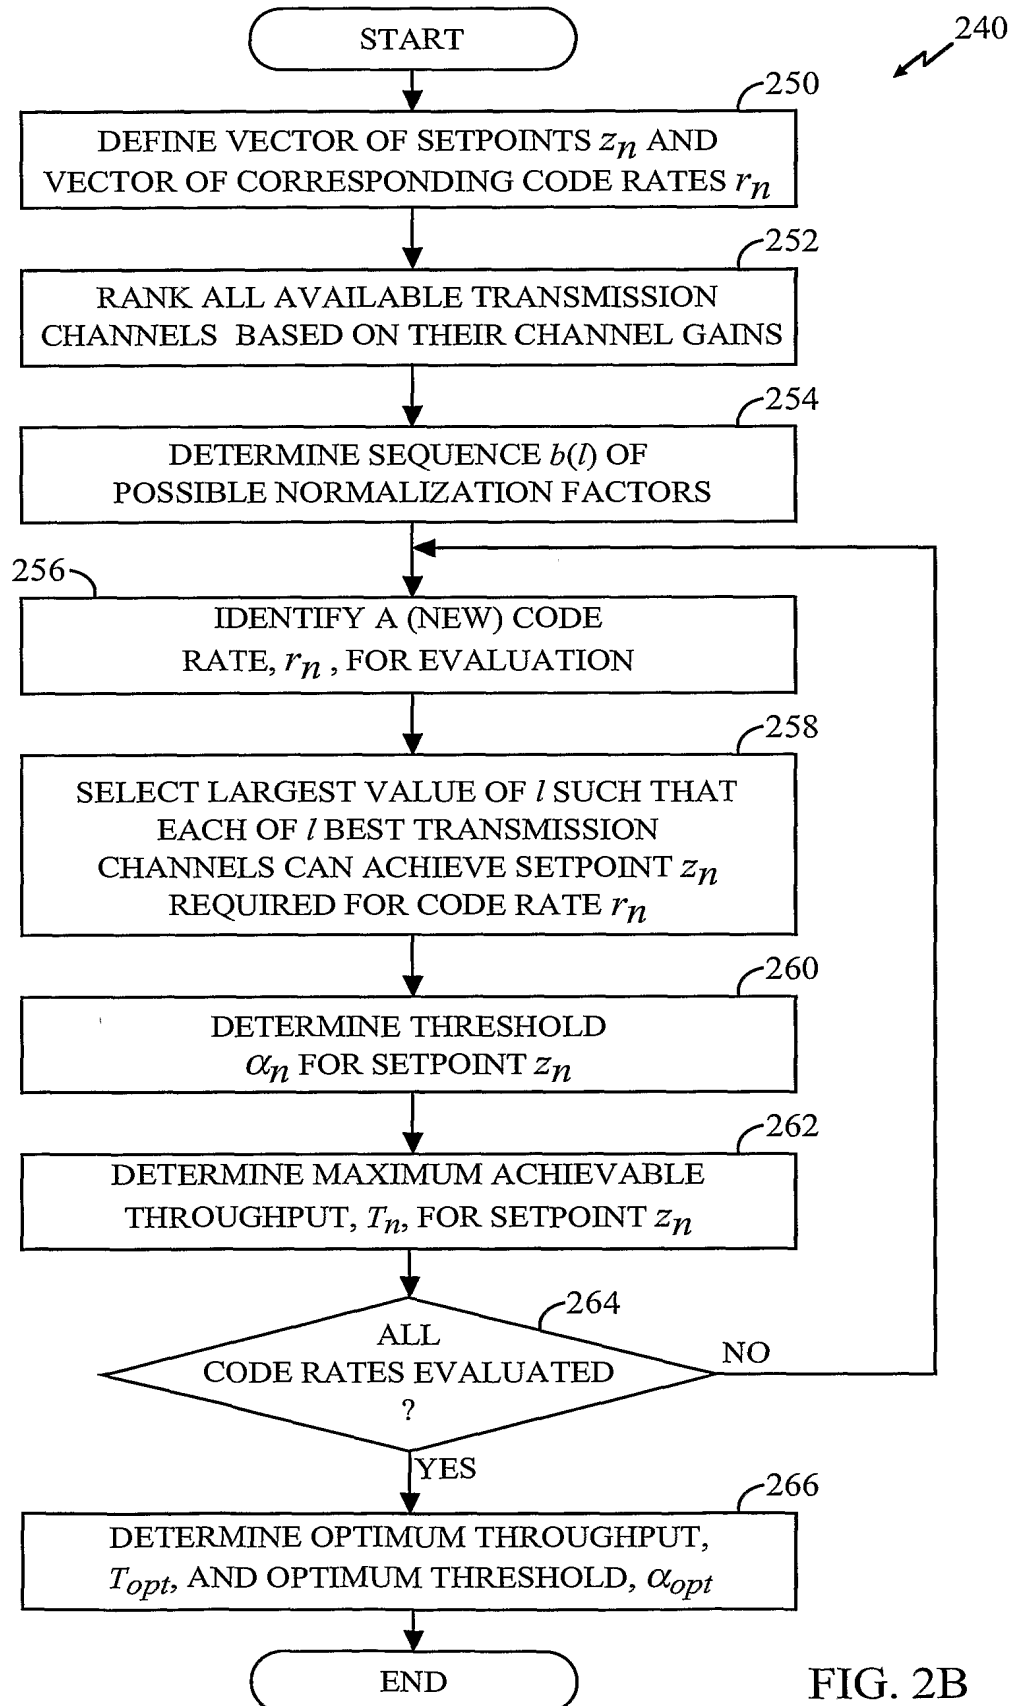 START
240
250
DEFINE VECTOR OF SETPOINTS zn AND
VECTOR OF CORRESPONDING CODE RATES rn
252
RANK ALL AVAILABLE TRANSMISSION
CHANNELS BASED ON THEIR CHANNEL GAINS
254
DETERMINE SEQUENCE b(l) OF
POSSIBLE NORMALIZATION FACTORS
256
IDENTIFY A (NEW) CODE
RATE, rn , FOR EVALUATION
258
SELECT LARGEST VALUE OF l SUCH THAT
EACH OF l BEST TRANSMISSION
CHANNELS CAN ACHIEVE SETPOINT zn
REQUIRED FOR CODE RATE rn
260
DETERMINE THRESHOLD
αn FOR SETPOINT zn
262
DETERMINE MAXIMUM ACHIEVABLE
THROUGHPUT, Tn, FOR SETPOINT zn
264
ALL
CODE RATES EVALUATED
?
NO
YES
266
DETERMINE OPTIMUM THROUGHPUT,
Topt, AND OPTIMUM THRESHOLD, αopt
END
FIG. 2B